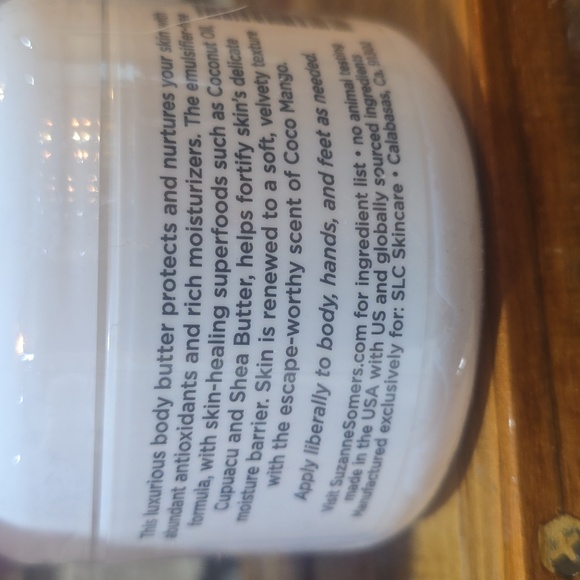 This luxurious body butter protects and nurtures your skin with
abundant antioxidants and rich moisturizers. The emulsifier-free
formula, with skin-healing superfoods such as Coconut Oil,
Cupuacu and Shea Butter, helps fortify skin's delicate
moisture barrier. Skin is renewed to a soft, velvety texture
with the escape-worthy scent of Coco Mango.
Apply liberally to body, hands, and feet as needed.
Visit SuzanneSomers.com for ingredient list • no animal testing
made in the USA with US and globally sourced ingredients
Manufactured exclusively for: SLC Skincare • Calabasas, Ca.